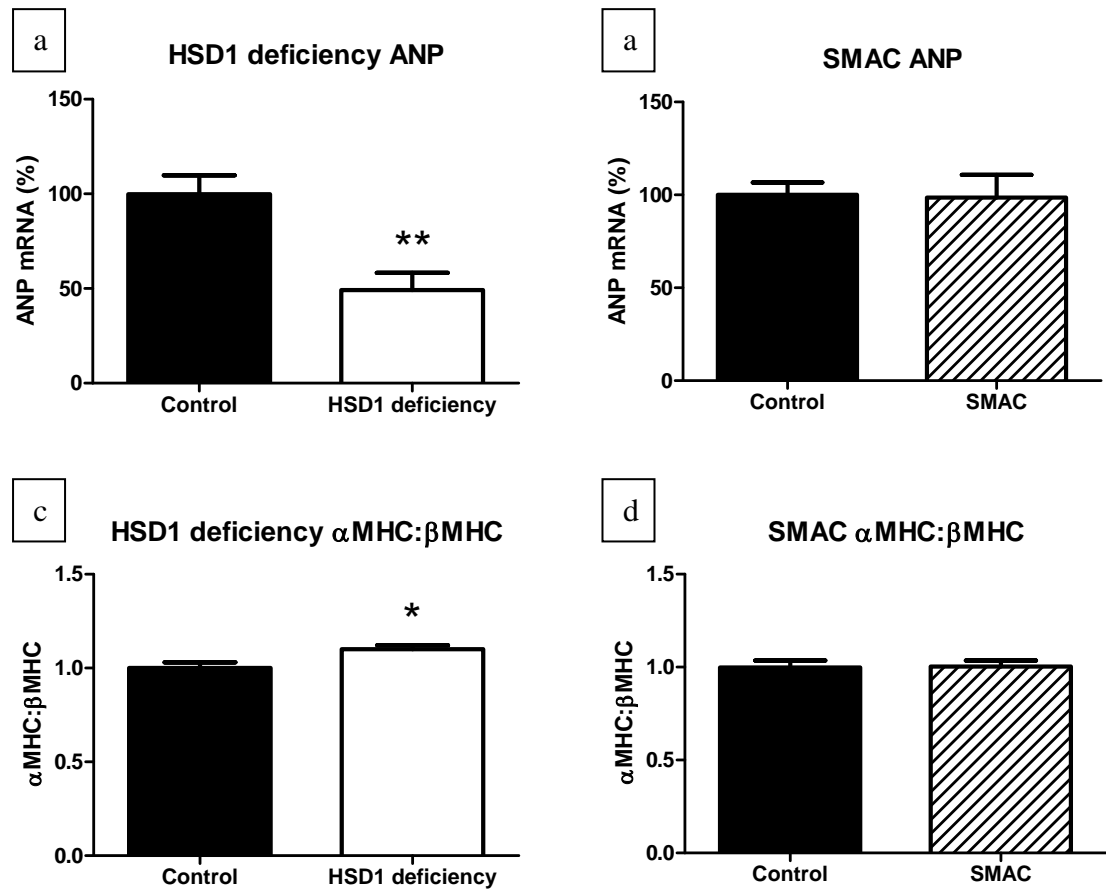 a
HSD1 deficiency ANP
150
100
50
0
ANP mRNA (%)
**
Control
HSD1 deficiency
a
SMAC ANP
150
100
50
0
ANP mRNA (%)
Control
SMAC
c
HSD1 deficiency αMHC:βMHC
1.5
1.0
0.5
0.0
αMHC:βMHC
*
Control
HSD1 deficiency
d
SMAC αMHC:βMHC
1.5
1.0
0.5
0.0
αMHC:βMHC
Control
SMAC